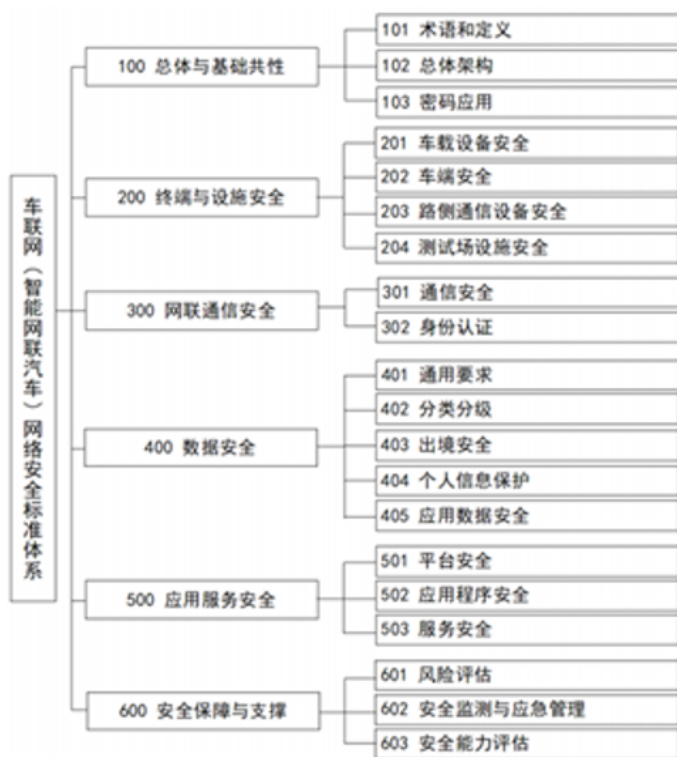 车联网（智能网联汽车）网络安全标准体系
100 总体与基础共性
101 术语和定义
102 总体架构
103 密码应用
200 终端与设施安全
201 车载设备安全
202 车端安全
203 路侧通信设备安全
204 测试场设施安全
300 网联通信安全
301 通信安全
302 身份认证
400 数据安全
401 通用要求
402 分类分级
403 出境安全
404 个人信息保护
405 应用数据安全
500 应用服务安全
501 平台安全
502 应用程序安全
503 服务安全
600 安全保障与支撑
601 风险评估
602 安全监测与应急管理
603 安全能力评估